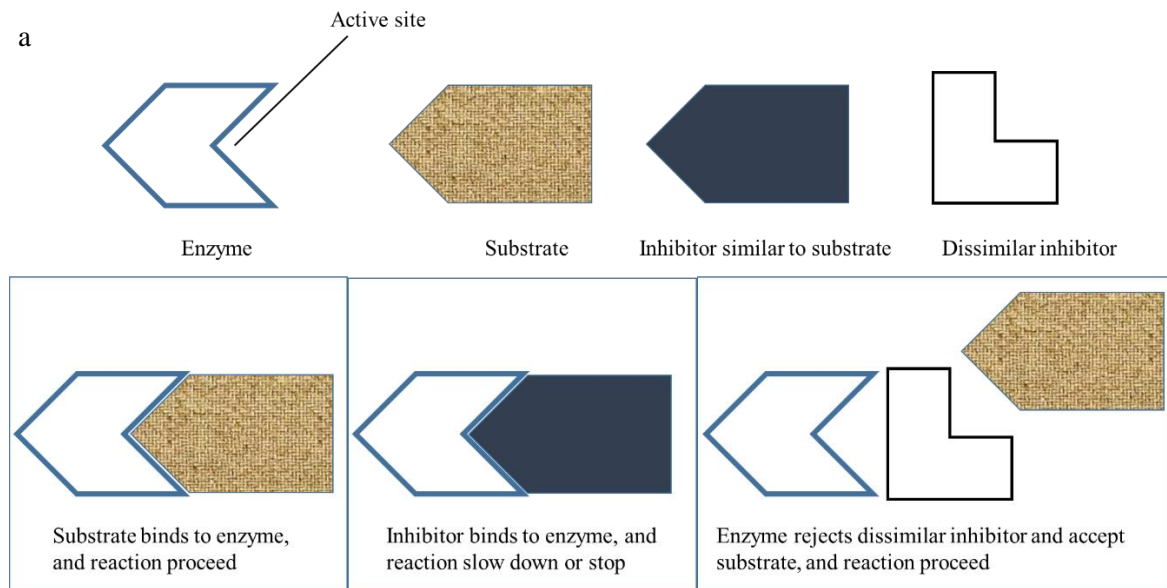 a
Active site
Enzyme
Substrate
Inhibitor similar to substrate
Dissimilar inhibitor
Substrate binds to enzyme,
and reaction proceed
Inhibitor binds to enzyme, and
reaction slow down or stop
Enzyme rejects dissimilar inhibitor and accept
substrate, and reaction proceed